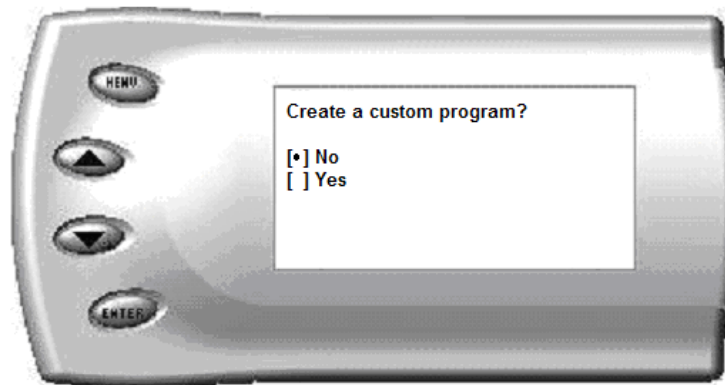 MENU
Create a custom program?
[•] No
[ ] Yes
ENTER